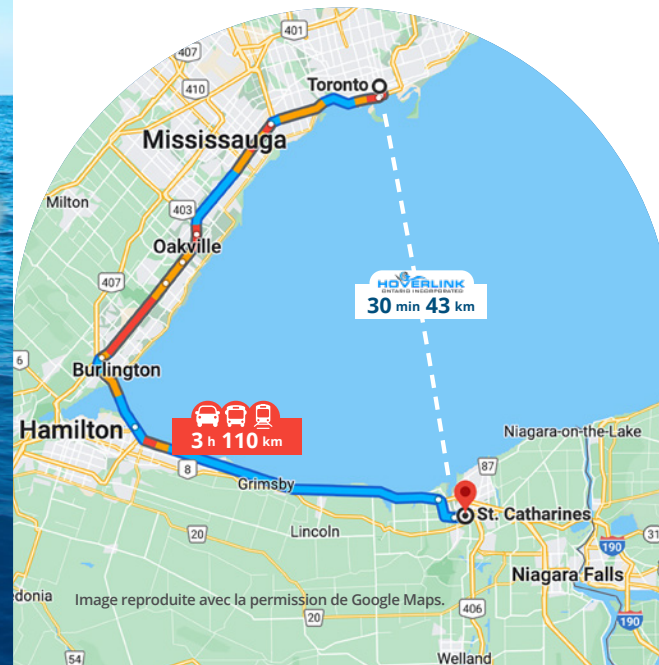 401
407
410
Toronto
Mississauga
Milton
403
Oakville
407
HOVERLINK
ONTARIO INCORPORATED
30 min 43 km
6
Burlington
Hamilton
3 h 110 km
8
Niagara-on-the-Lake
87
Grimsby
St. Catharines
20
Lincoln
190
31
Niagara Falls
donia
Image reproduite avec la permission de Google Maps.
406
20
190
54
Welland